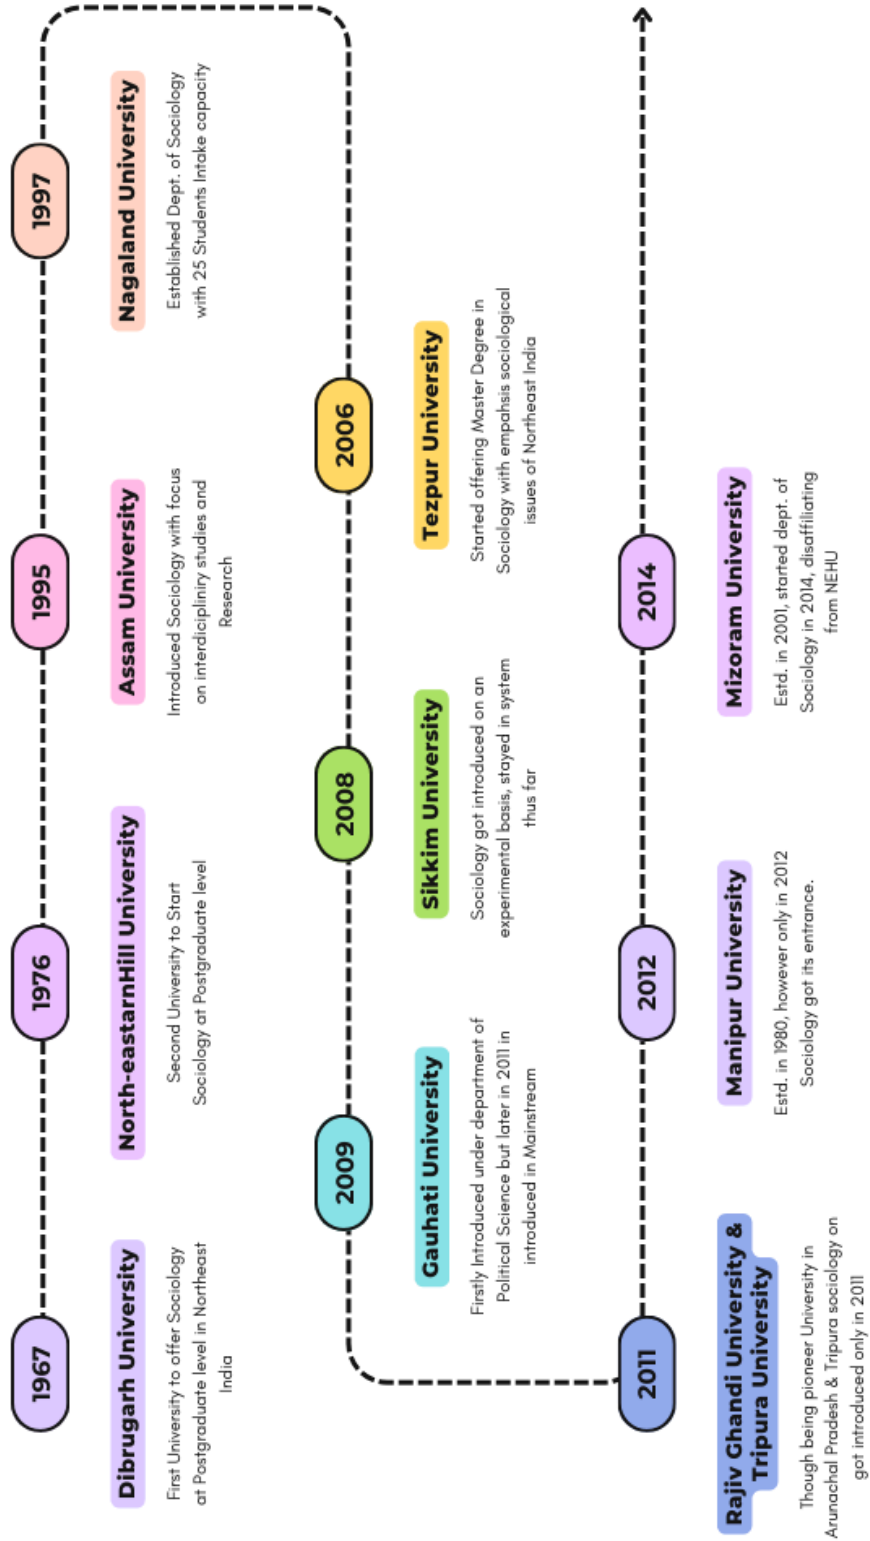 1967
Dibrugarh University
First University to offer Sociology
at Postgraduate level in Northeast
India
1976
North-eastarnHill University
Second University to Start
Sociology at Postgraduate level
1995
Assam University
Introduced Sociology with focus
on interdicipliniry studies and
Research
1997
Nagaland University
Established Dept. of Sociology
with 25 Students Intake capacity
2006
Tezpur University
Started offering Master Degree in
Sociology with empahsis sociological
issues of Northeast India
2008
Sikkim University
Sociology got introduced on an
experimental basis, stayed in system
thus far
2009
Gauhati University
Firstly Introduced under department of
Political Science but later in 2011 in
introduced in Mainstream
2011
Rajiv Ghandi University &
Tripura University
Though being pioneer University in
Arunachal Pradesh & Tripura sociology on
got introduced only in 2011
2012
Manipur University
Estd. in 1980, however only in 2012
Sociology got its entrance.
2014
Mizoram University
Estd. in 2001, started dept. of
Sociology in 2014, disaffiliating
from NEHU